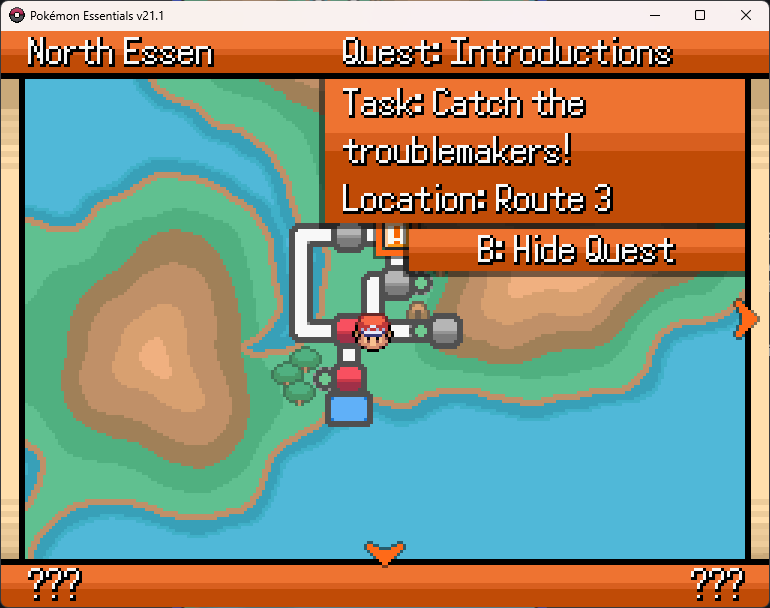 Pokémon Essentials v21.1
North Essen
Quest: Introductions
Task: Catch the
troublemakers!
Location: Route 3
B: Hide Quest
???
???